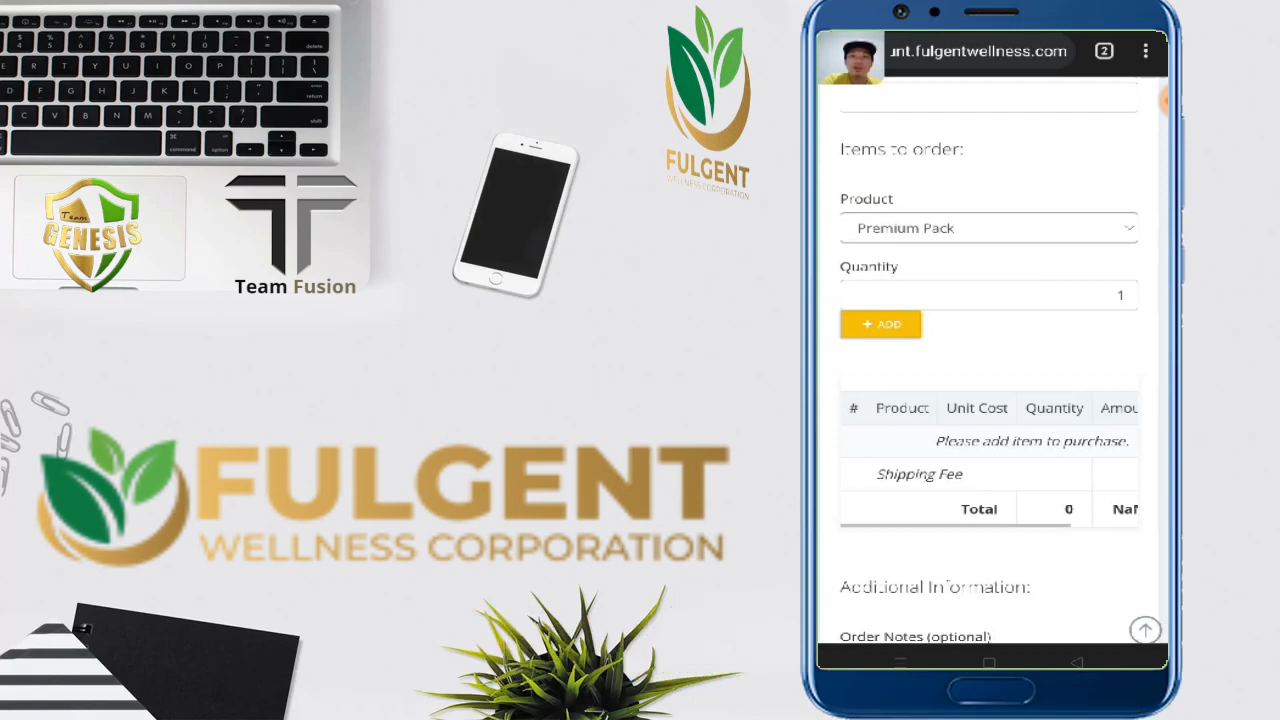 Team
GENESIS
Team Fusion
FULGENT
WELLNESS CORPORATION
FULGENT
WELLNESS CORPORATION
unt.fulgentwellness.com
2
Items to order:
Product
Premium Pack
Quantity
1
+ ADD
# Product Unit Cost Quantity Amou
Please add item to purchase.
Shipping Fee
Total 0 NaN
Additional Information:
Order Notes (optional)